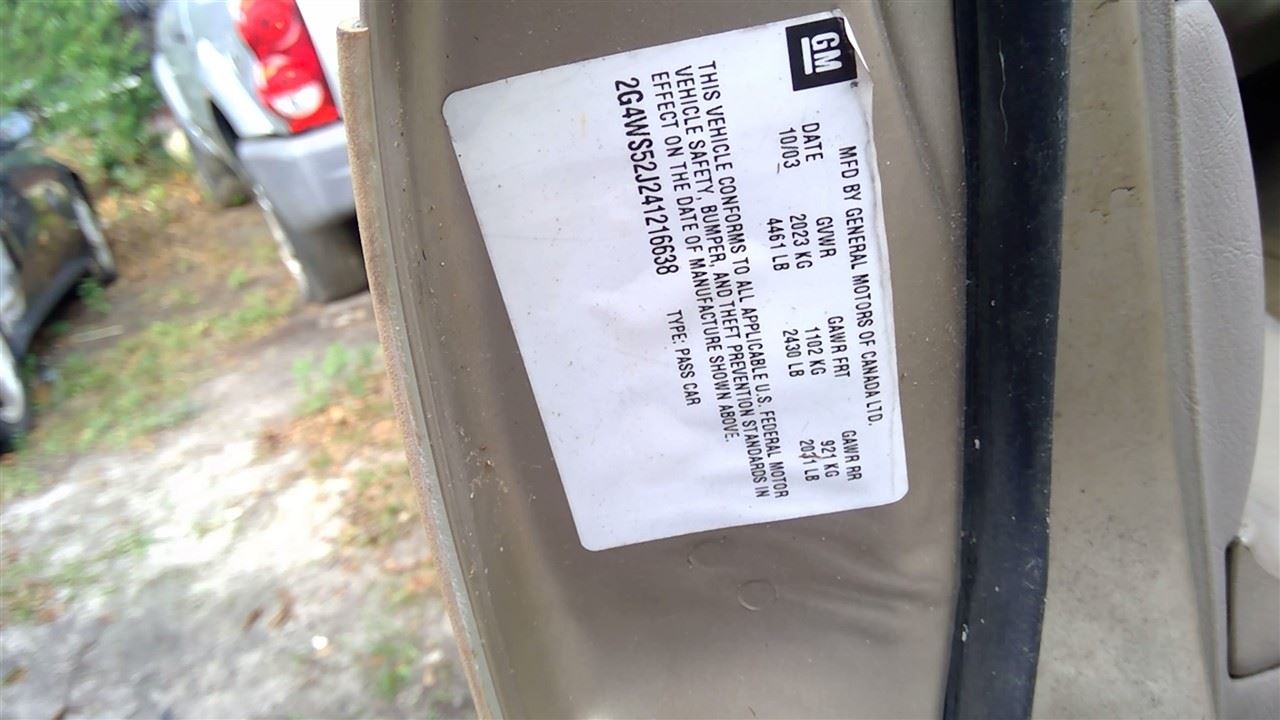 GM
MFD BY GENERAL MOTORS OF CANADA LTD.
DATE GVWR GAWR FRT GAWR RR
10/03 2023 KG 1102 KG 921 KG
4461 LB 2430 LB 2031 LB
THIS VEHICLE CONFORMS TO ALL APPLICABLE U.S. FEDERAL MOTOR
VEHICLE SAFETY, BUMPER, AND THEFT PREVENTION STANDARDS IN
EFFECT ON THE DATE OF MANUFACTURE SHOWN ABOVE.
2G4WS52J241216638 TYPE: PASS CAR